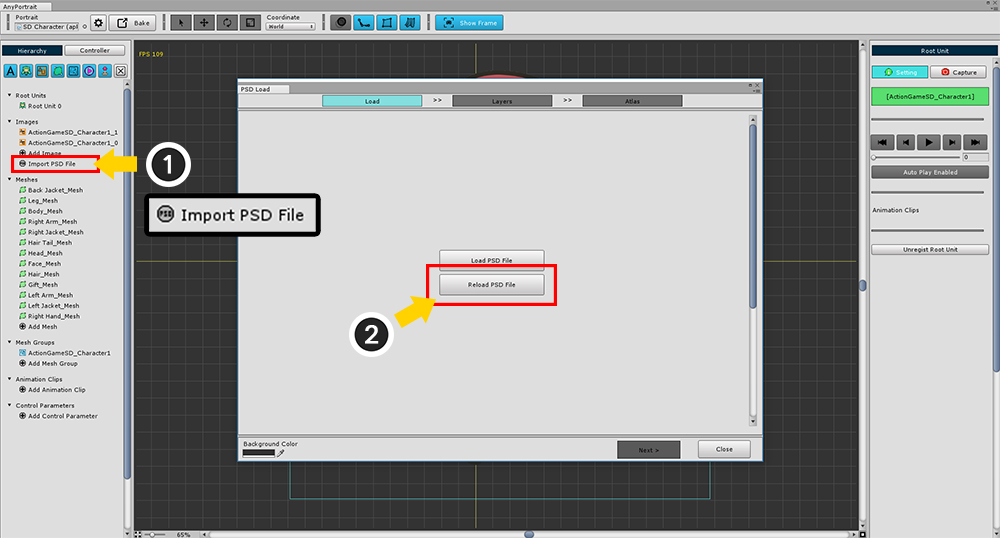 AnyPortrait
Portrait
SD Character (apl
Bake
Coordinate
World
Show Frame
Hierarchy
Controller
Root Units
Root Unit 0
Images
ActionGameSD_Character1_1
ActionGameSD_Character1_0
Add Image
Import PSD File
Meshes
Back Jacket_Mesh
Leg_Mesh
Body_Mesh
Right Arm_Mesh
Right Jacket_Mesh
Hair Tail_Mesh
Head_Mesh
Face_Mesh
Hair_Mesh
Gift_Mesh
Left Arm_Mesh
Left Jacket_Mesh
Right Hand_Mesh
Add Mesh
Mesh Groups
ActionGameSD_Character1
Add Mesh Group
Animation Clips
Add Animation Clip
Control Parameters
Add Control Parameter
1
PSD Import PSD File
FPS 109
PSD Load
Load >> Layers >> Atlas
Load PSD File
Reload PSD File
2
Background Color
Next >
Close
65%
Root Unit
Setting
Capture
[ActionGameSD_Character1]
0
Auto Play Enabled
Animation Clips
Unregist Root Unit